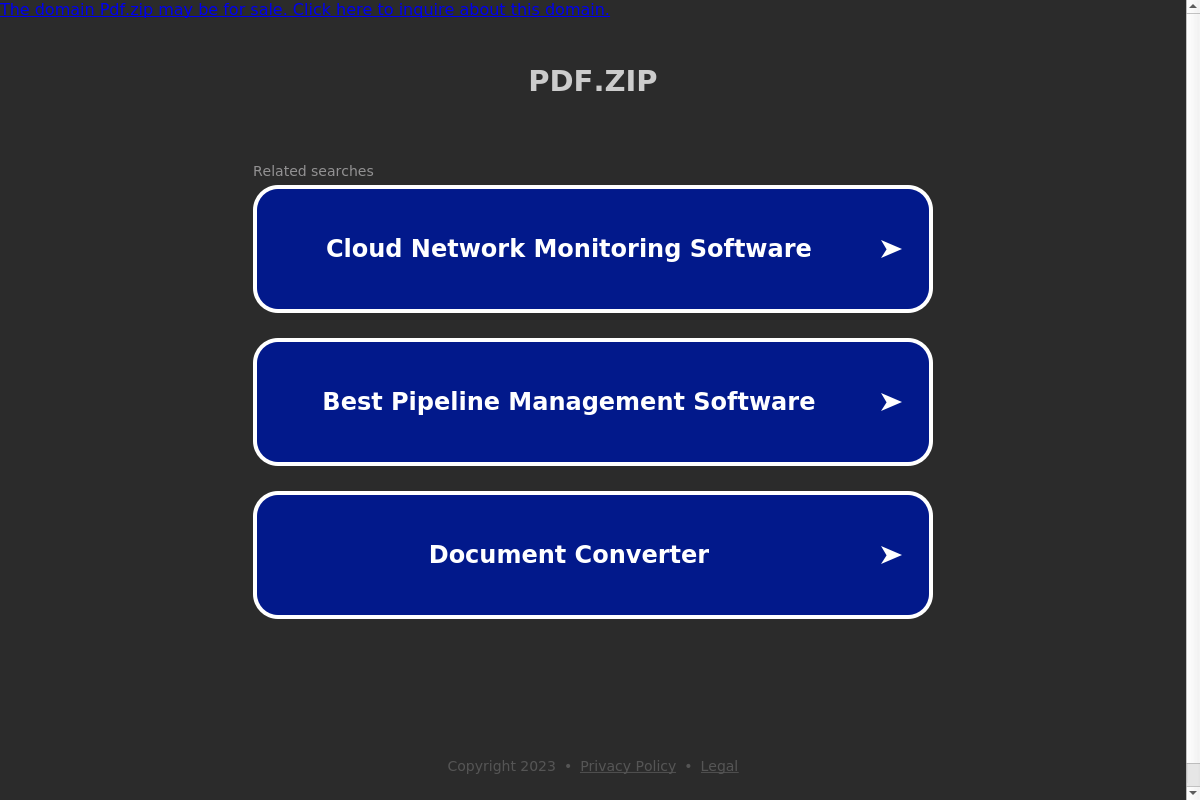 The domain Pdf.zip may be for sale. Click here to inquire about this domain.
PDF.ZIP
Related searches
Cloud Network Monitoring Software
Best Pipeline Management Software
Document Converter
Copyright 2023 • Privacy Policy • Legal